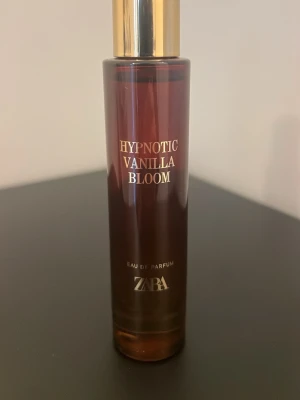 HYPNOTIC
VANILLA
BLOOM
EAU DE PARFUM
ZARA